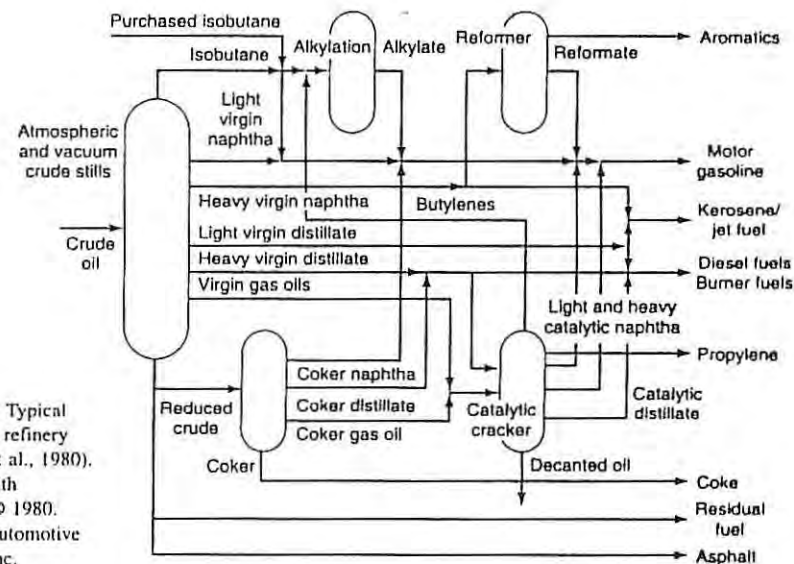 Purchased isobutane
Isobutane
Alkylation
Alkylate
Reformer
Reformate
Aromatics
Light
virgin
naphtha
Atmospheric
and vacuum
crude stills
Motor
gasoline
Heavy virgin naphtha
Butylenes
Kerosene/
jet fuel
Crude
oil
Light virgin distillate
Heavy virgin distillate
Virgin gas oils
Diesel fuels
Burner fuels
Light and heavy
catalytic naphtha
Propylene
Coker naphtha
Coker distillate
Coker gas oil
Reduced
crude
Catalytic
cracker
Catalytic
distillate
Coker
Decanted oil
Coke
Residual
fuel
Asphalt
Typical
refinery
al., 1980).
th
1980.
utomotive
nc.